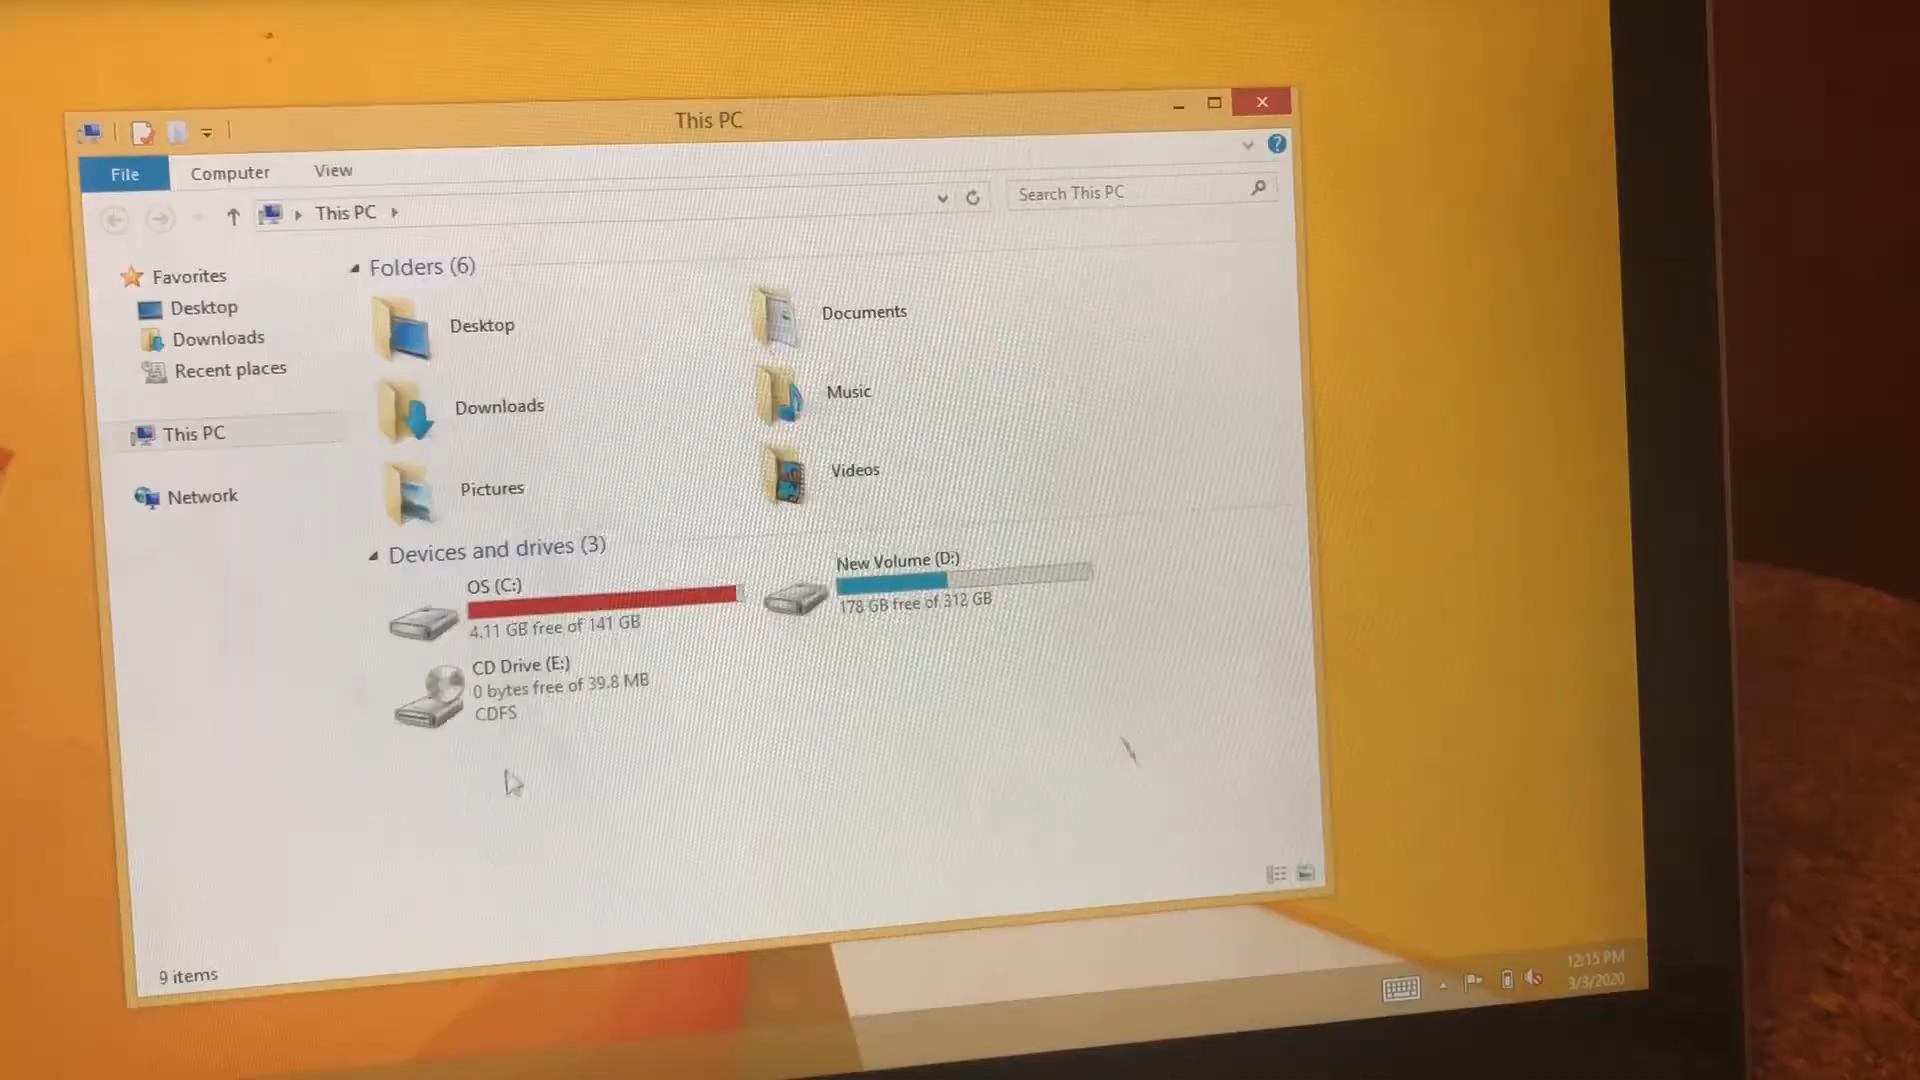 This PC
File
Computer
View
This PC
Search This PC
Favorites
Desktop
Downloads
Recent places
This PC
Network
Folders (6)
Desktop
Documents
Downloads
Music
Pictures
Videos
Devices and drives (3)
OS (C:)
4.11 GB free of 141 GB
New Volume (D:)
178 GB free of 312 GB
CD Drive (E:)
0 bytes free of 39.8 MB
CDFS
9 items
12:15 PM
3/3/2020